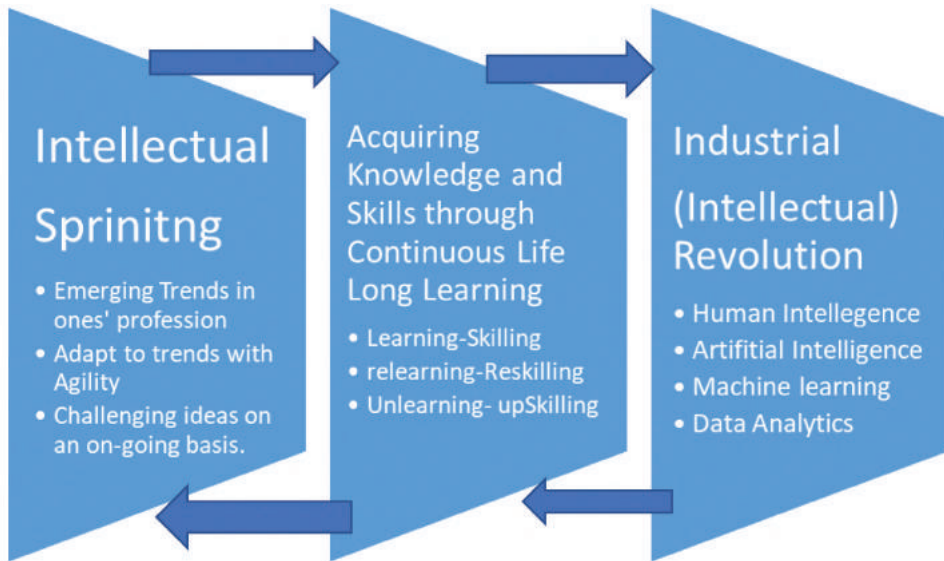 Intellectual
Sprinitng
• Emerging Trends in
ones' profession
• Adapt to trends with
Agility
• Challenging ideas on
an on-going basis.
Acquiring
Knowledge and
Skills through
Continuous Life
Long Learning
• Learning-Skilling
• relearning-Reskilling
• Unlearning- upSkilling
Industrial
(Intellectual)
Revolution
• Human Intellegence
• Artifitial Intelligence
• Machine learning
• Data Analytics